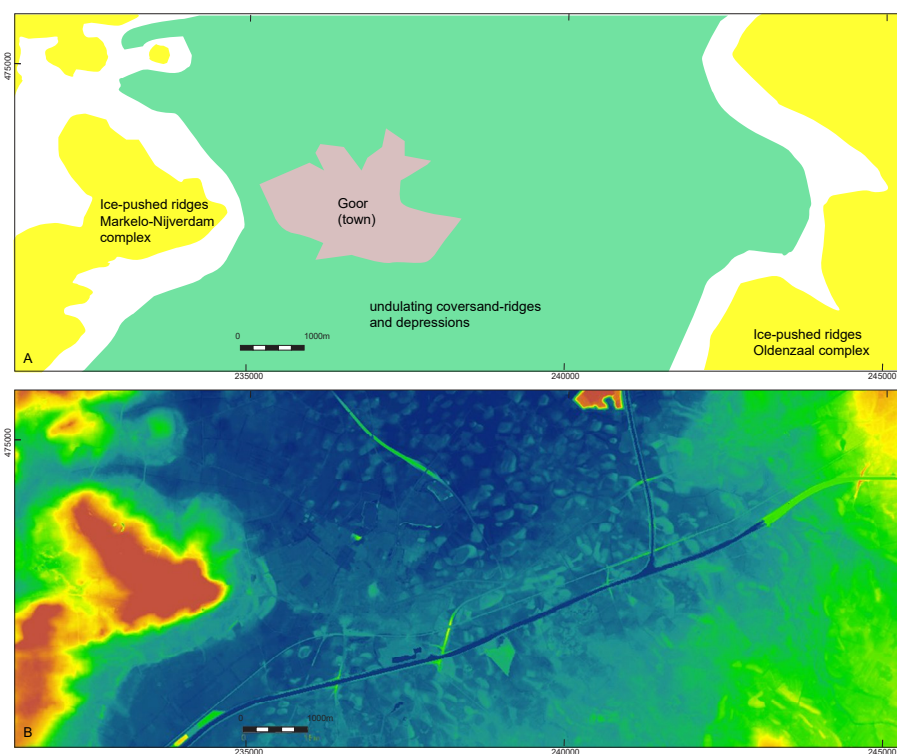 475000
Ice-pushed ridges
Markelo-Nijverdam
complex
Goor
(town)
undulating coversand-ridges
and depressions
0 1000m
Ice-pushed ridges
Oldenzaal complex
A
235000 240000 245000
475000
0 1000m
B
235000 240000 245000